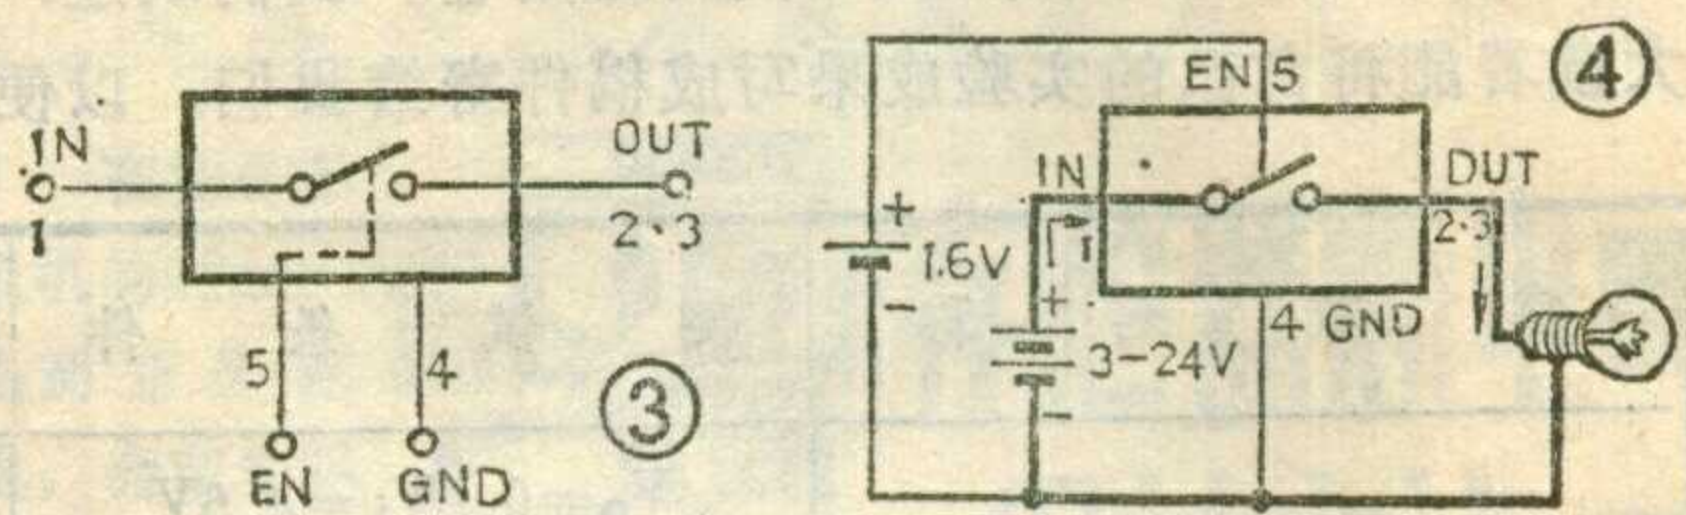 IN
1
OUT
2·3
5
4
EN
GND
③
EN 5
④
IN
1
DUT
2·3
+
1.6V
-
+
3-24V
-
4 GND